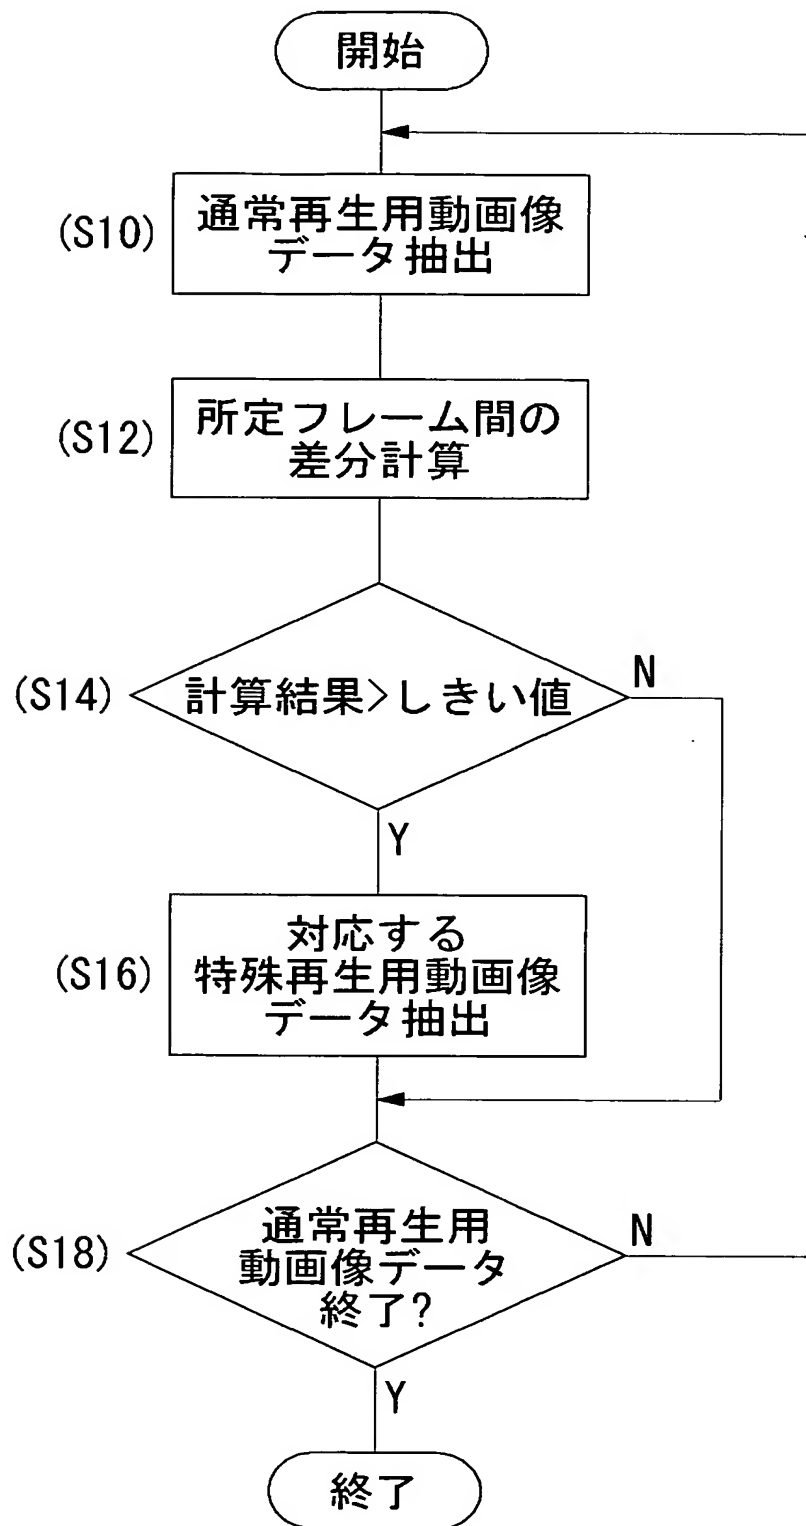 開始
(S10)
通常再生用動画像
データ抽出
(S12)
所定フレーム間の
差分計算
(S14)
計算結果>しきい値
N
Y
(S16)
対応する
特殊再生用動画像
データ抽出
(S18)
通常再生用
動画像データ
終了?
N
Y
終了